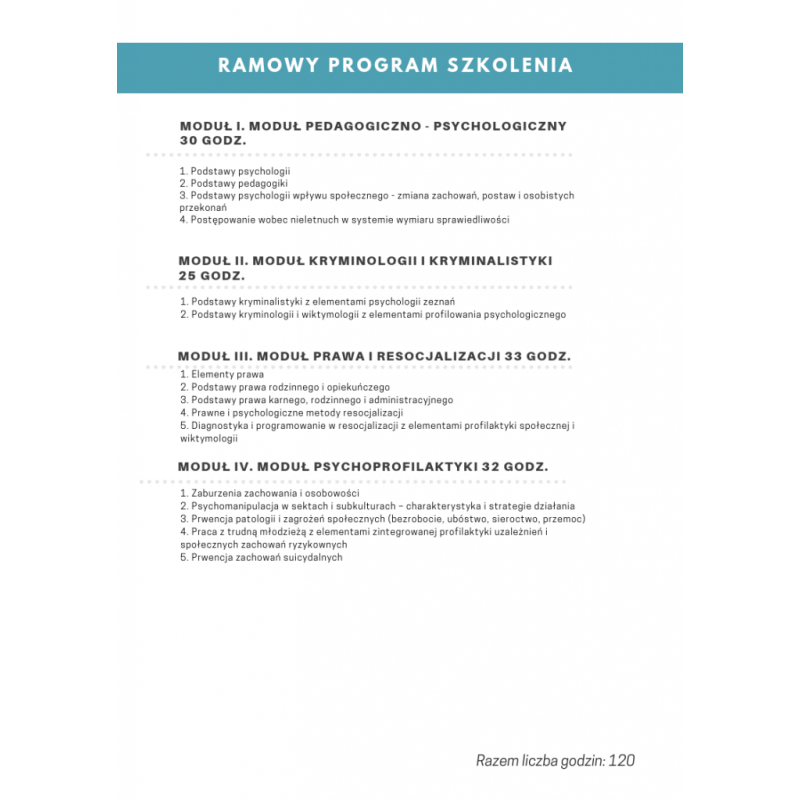 RAMOWY PROGRAM SZKOLENIA
MODUŁ I. MODUŁ PEDAGOGICZNO - PSYCHOLOGICZNY
30 GODZ.
1. Podstawy psychologii
2. Podstawy pedagogiki
3. Podstawy psychologii wpływu społecznego - zmiana zachowań, postaw i osobistych
przekonań
4. Postępowanie wobec nieletnuch w systemie wymiaru sprawiedliwości
MODUŁ II. MODUŁ KRYMINOLOGII I KRYMINALISTYKI
25 GODZ.
1. Podstawy kryminalistyki z elementami psychologii zeznań
2. Podstawy kryminologii i wiktymologii z elementami profilowania psychologicznego
MODUŁ III. MODUŁ PRAWA I RESOCJALIZACJI 33 GODZ.
1. Elementy prawa
2. Podstawy prawa rodzinnego i opiekuńczego
3. Podstawy prawa karnego, rodzinnego i administracyjnego
4. Prawne i psychologiczne metody resocjalizacji
5. Diagnostyka i programowanie w resocjalizacji z elementami profilaktyki społecznej i
wiktymologii
MODUŁ IV. MODUŁ PSYCHOPROFILAKTYKI 32 GODZ.
1. Zaburzenia zachowania i osobowości
2. Psychomanipulacja w sektach i subkulturach – charakterystyka i strategie działania
3. Prwencja patologii i zagrożeń społecznych (bezrobocie, ubóstwo, sieroctwo, przemoc)
4. Praca z trudną młodzieżą z elementami zintegrowanej profilaktyki uzależnień i
społecznych zachowań ryzykownych
5. Prwencja zachowań suicydalnych
Razem liczba godzin: 120